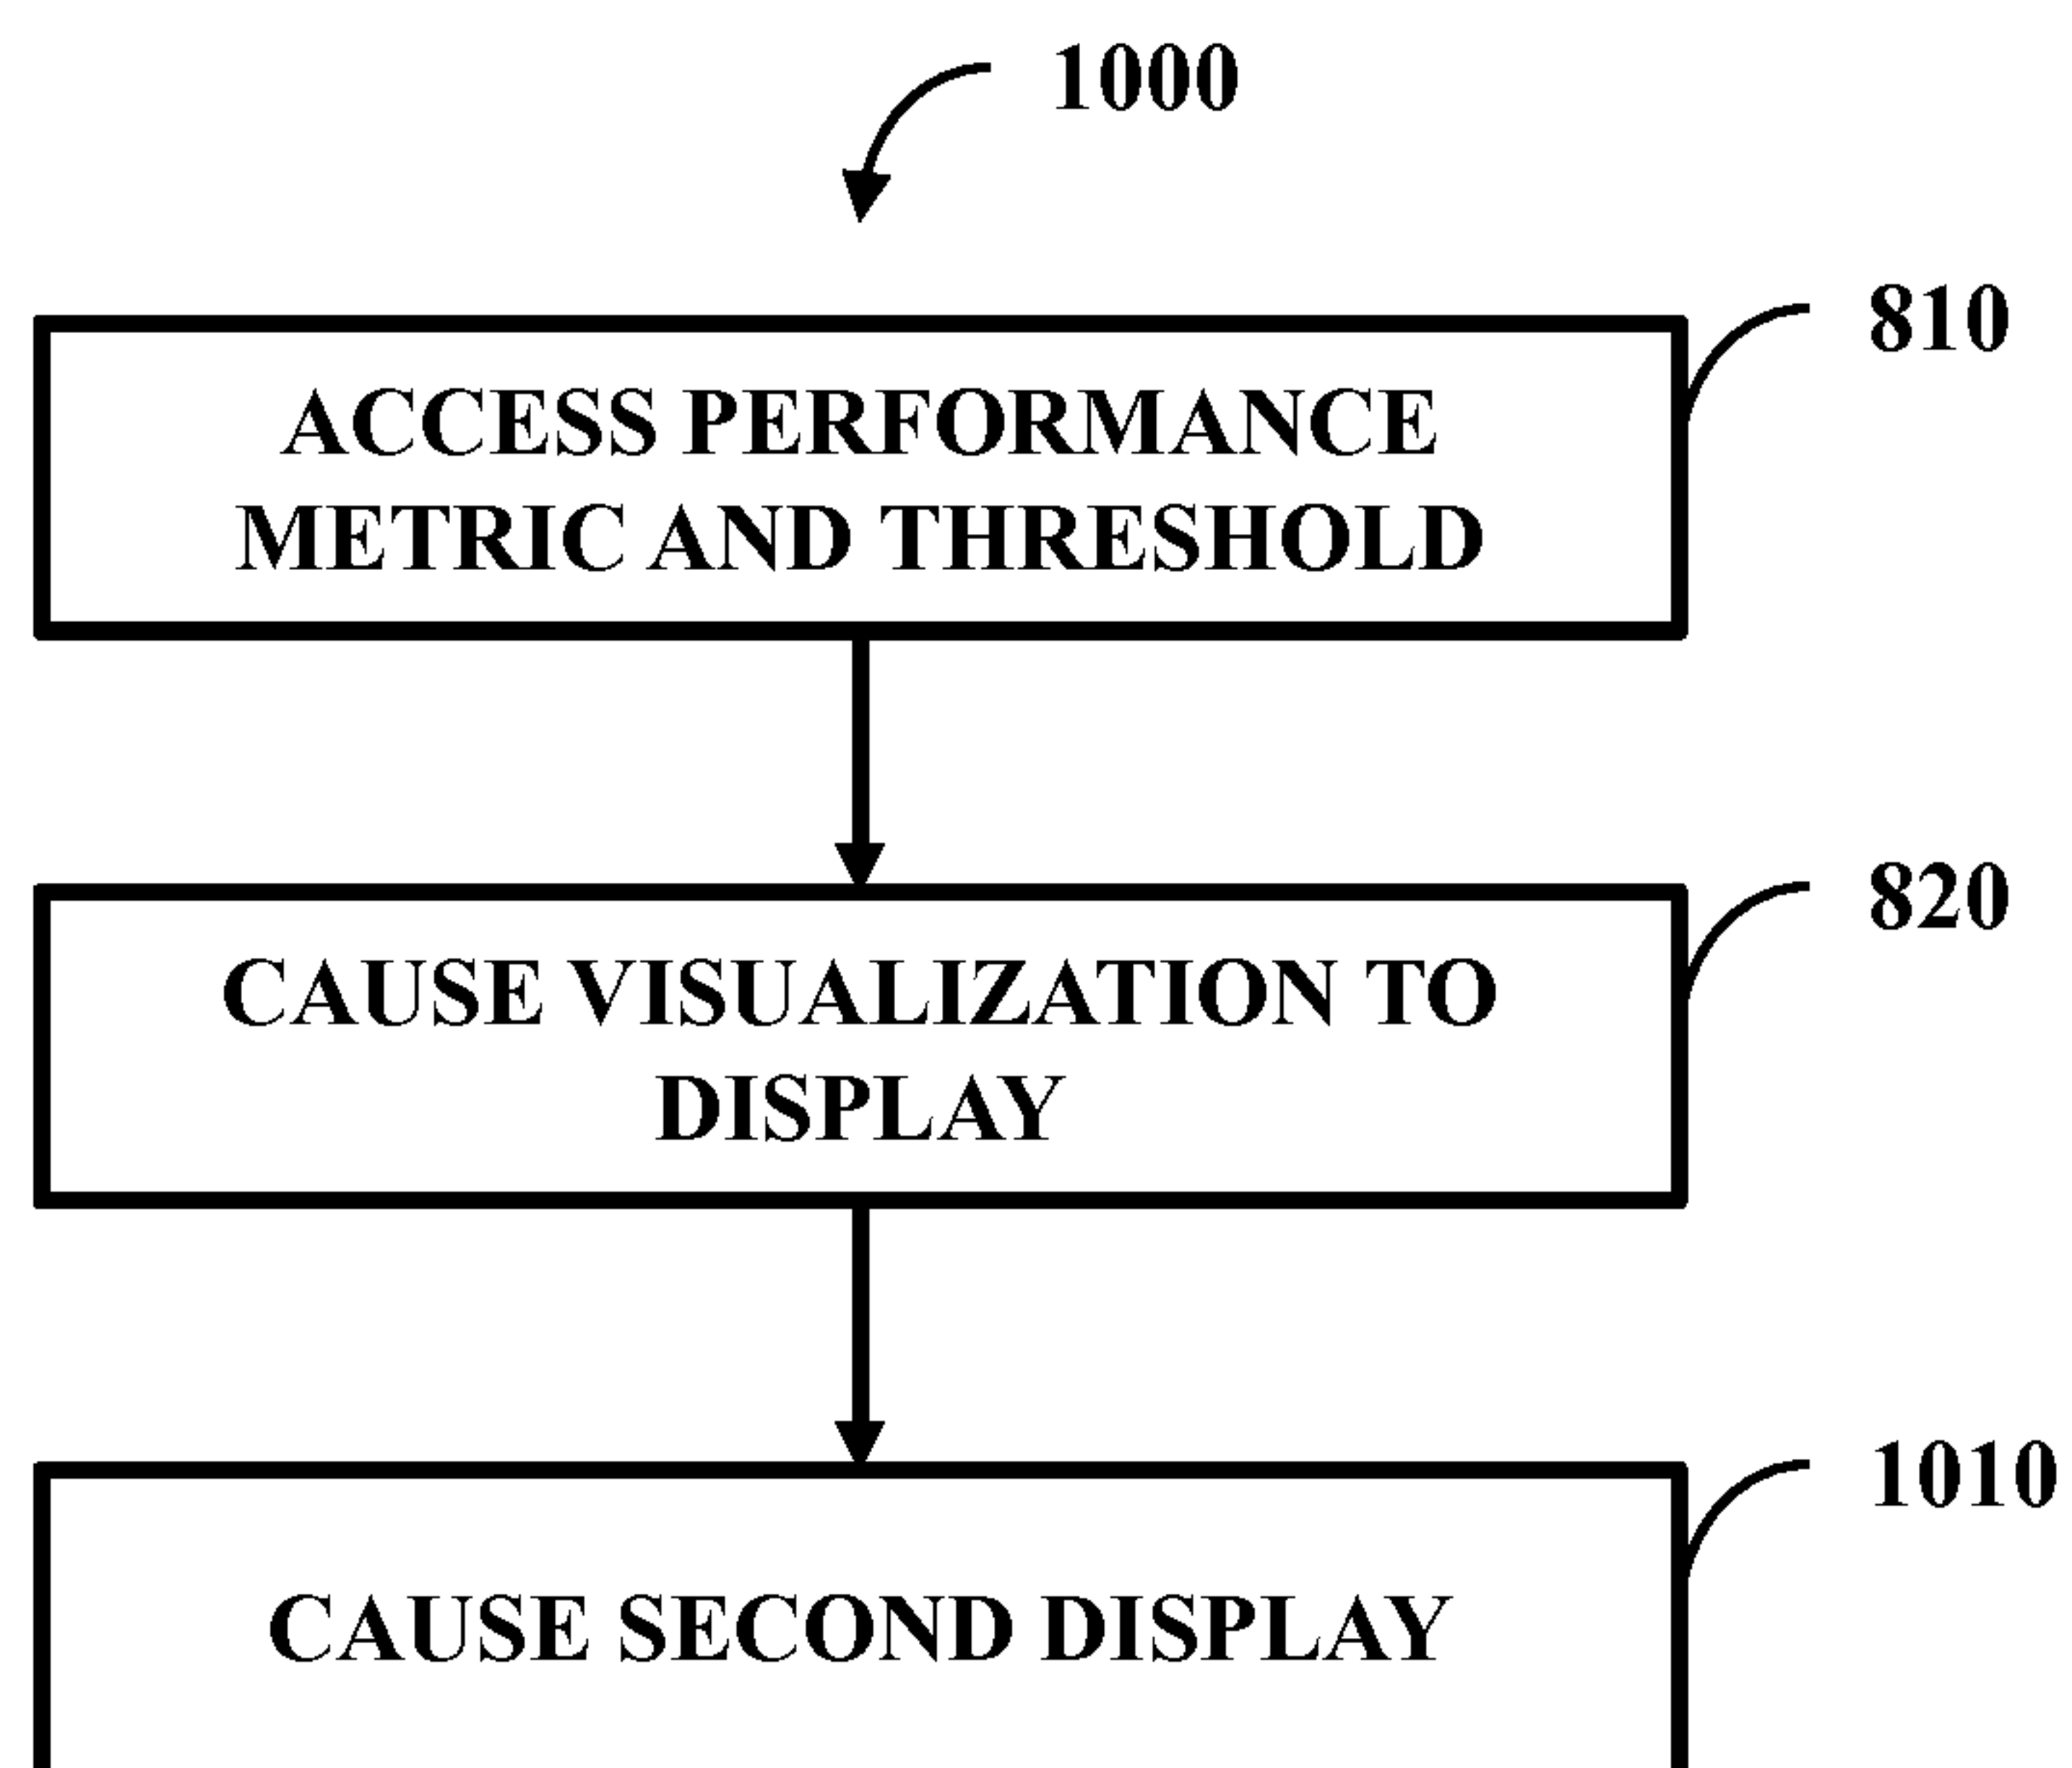 1000
810
ACCESS PERFORMANCE
METRIC AND THRESHOLD
820
CAUSE VISUALIZATION TO
DISPLAY
1010
CAUSE SECOND DISPLAY